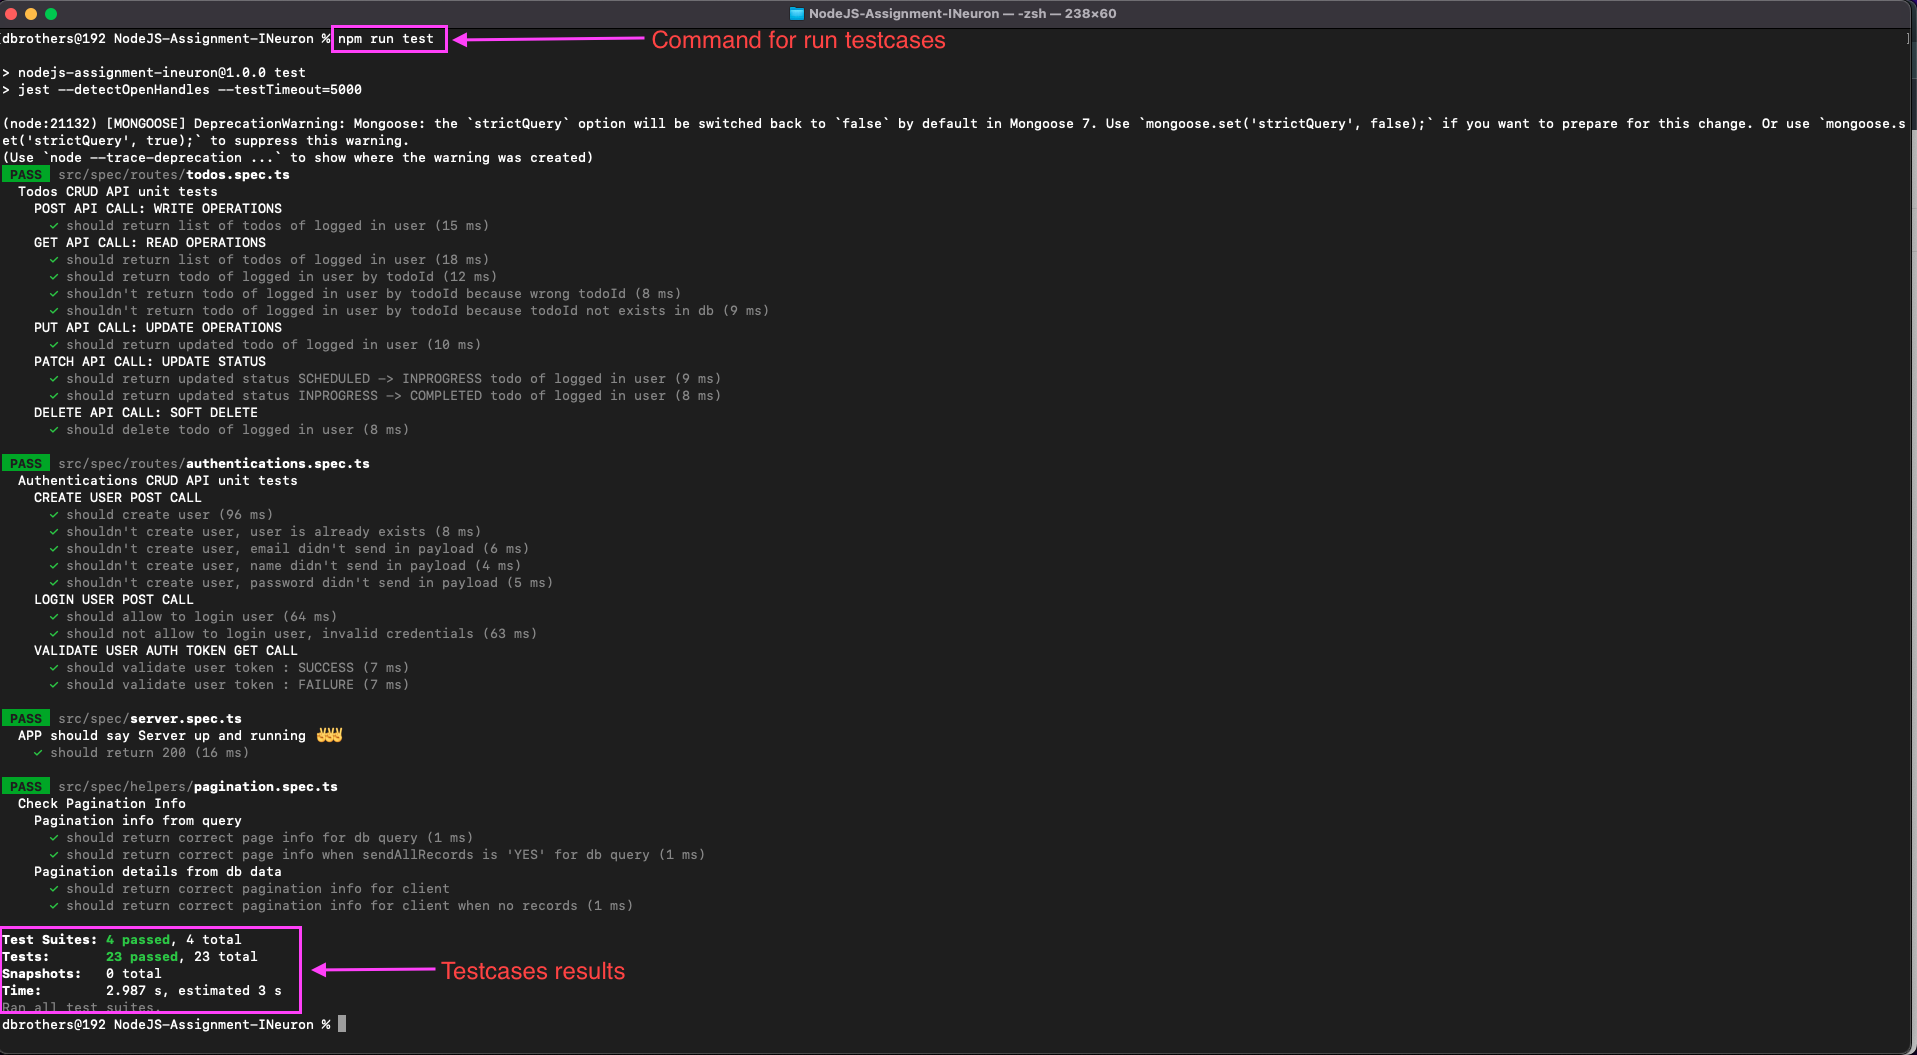 NodeJS-Assignment-INeuron — -zsh — 238×60
[dbrothers@192 NodeJS-Assignment-INeuron % npm run test ]
Command for run testcases
> nodejs-assignment-ineuron@1.0.0 test
> jest --detectOpenHandles --testTimeout=5000
(node:21132) [MONGOOSE] DeprecationWarning: Mongoose: the `strictQuery` option will be switched back to `false` by default in Mongoose 7. Use `mongoose.set('strictQuery', false);` if you want to prepare for this change. Or use `mongoose.s
et('strictQuery', true);` to suppress this warning.
(Use `node --trace-deprecation ...` to show where the warning was created)
PASS src/spec/routes/todos.spec.ts
Todos CRUD API unit tests
POST API CALL: WRITE OPERATIONS
✓ should return list of todos of logged in user (15 ms)
GET API CALL: READ OPERATIONS
✓ should return list of todos of logged in user (18 ms)
✓ should return todo of logged in user by todoId (12 ms)
✓ shouldn't return todo of logged in user by todoId because wrong todoId (8 ms)
✓ shouldn't return todo of logged in user by todoId because todoId not exists in db (9 ms)
PUT API CALL: UPDATE OPERATIONS
✓ should return updated todo of logged in user (10 ms)
PATCH API CALL: UPDATE STATUS
✓ should return updated status SCHEDULED -> INPROGRESS todo of logged in user (9 ms)
✓ should return updated status INPROGRESS -> COMPLETED todo of logged in user (8 ms)
DELETE API CALL: SOFT DELETE
✓ should delete todo of logged in user (8 ms)
PASS src/spec/routes/authentications.spec.ts
Authentications CRUD API unit tests
CREATE USER POST CALL
✓ should create user (96 ms)
✓ shouldn't create user, user is already exists (8 ms)
✓ shouldn't create user, email didn't send in payload (6 ms)
✓ shouldn't create user, name didn't send in payload (4 ms)
✓ shouldn't create user, password didn't send in payload (5 ms)
LOGIN USER POST CALL
✓ should allow to login user (64 ms)
✓ should not allow to login user, invalid credentials (63 ms)
VALIDATE USER AUTH TOKEN GET CALL
✓ should validate user token : SUCCESS (7 ms)
✓ should validate user token : FAILURE (7 ms)
PASS src/spec/server.spec.ts
APP should say Server up and running ✌️✌️✌️
✓ should return 200 (16 ms)
PASS src/spec/helpers/pagination.spec.ts
Check Pagination Info
Pagination info from query
✓ should return correct page info for db query (1 ms)
✓ should return correct page info when sendAllRecords is 'YES' for db query (1 ms)
Pagination details from db data
✓ should return correct pagination info for client
✓ should return correct pagination info for client when no records (1 ms)
Test Suites: 4 passed, 4 total
Tests: 23 passed, 23 total
Snapshots: 0 total
Time: 2.987 s, estimated 3 s
Ran all test suites.
Testcases results
dbrothers@192 NodeJS-Assignment-INeuron %